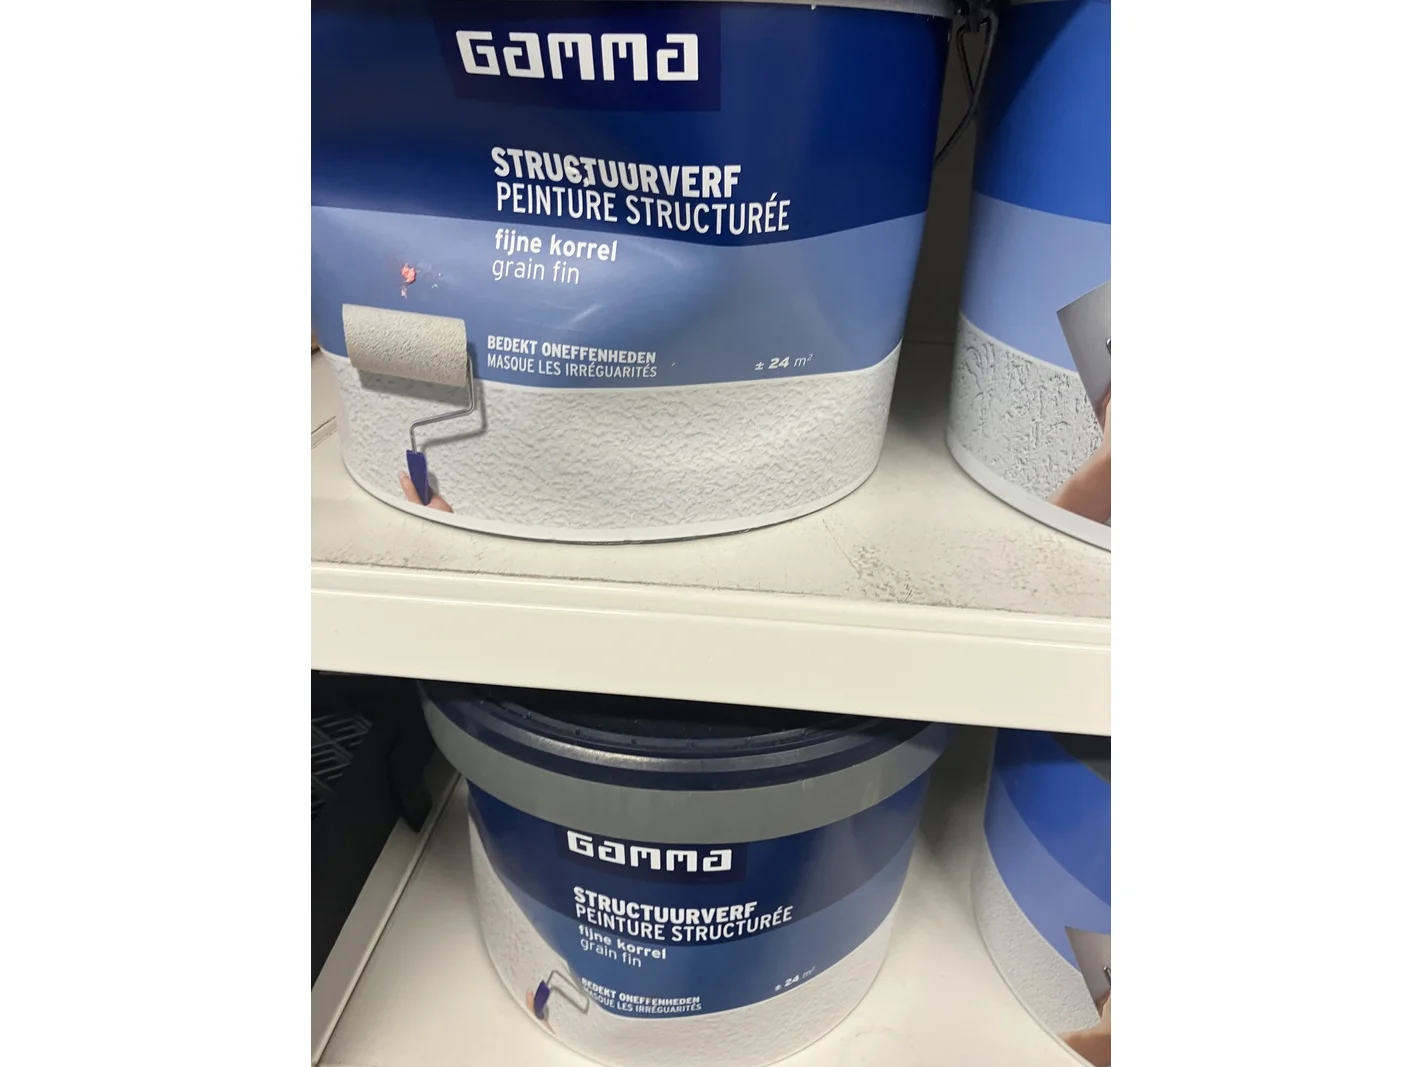 GAMMA
STRUCTUURVERF
PEINTURE STRUCTURÉE
fijne korrel
grain fin
BEDEKT ONEFFENHEDEN
MASQUE LES IRRÉGUARITÉS
± 24 m²
GAMMA
STRUCTUURVERF
PEINTURE STRUCTURÉE
fijne korrel
grain fin
± 24 m²
BEDEKT ONEFFENHEDEN
MASQUE LES IRRÉGUARITÉS